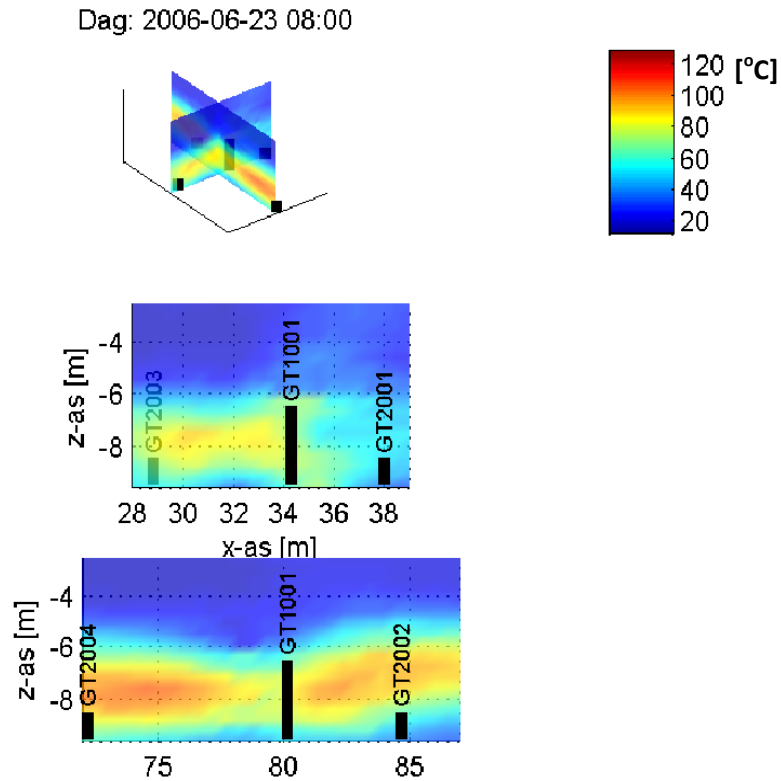 Dag: 2006-06-23 08:00
[°C]
120
100
80
60
40
20
z-as [m]
-4
-6
-8
GT2003
GT1001
GT2001
28 30 32 34 36 38
x-as [m]
z-as [m]
-4
-6
-8
GT2004
GT1001
GT2002
75 80 85